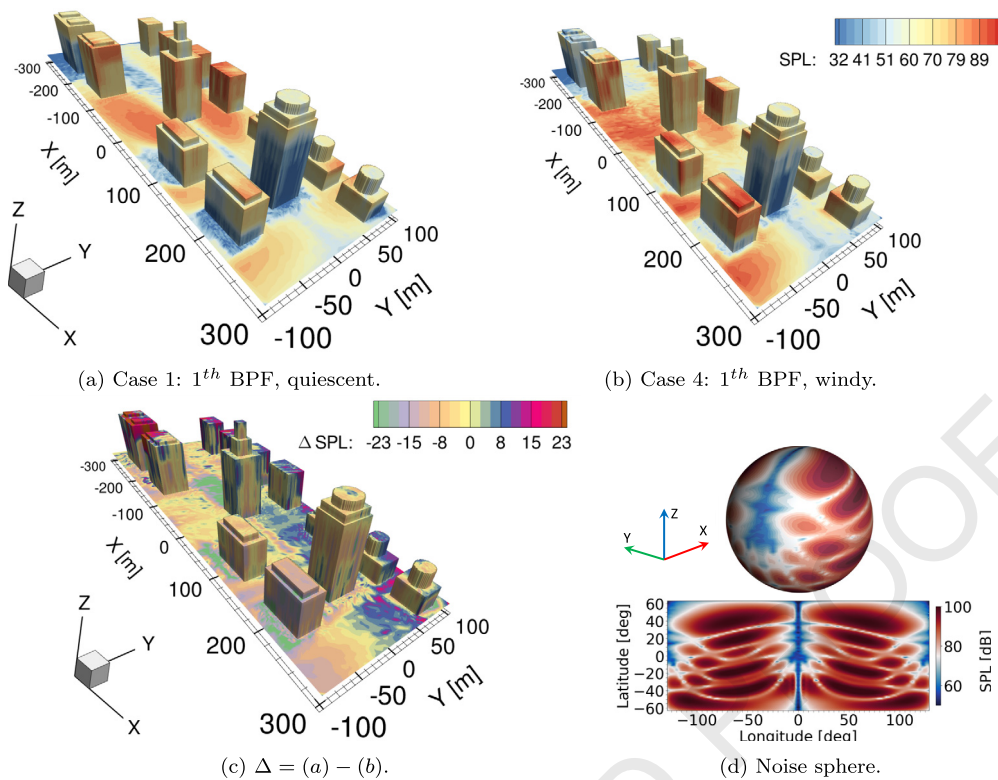 SPL: 32 41 51 60 70 79 89
-300
-200
-100
0
100
200
300
X [m]
100
50
0
-50
-100
Y [m]
Z
Y
X
-300
-200
-100
0
100
200
300
X [m]
100
50
0
-50
-100
Y [m]
(a) Case 1: 1^{th} BPF, quiescent.
(b) Case 4: 1^{th} BPF, windy.
Δ SPL: -23 -15 -8 0 8 15 23
-300
-200
-100
0
100
200
300
X [m]
100
50
0
-50
-100
Y [m]
Z
Y
X
Z
Y
X
60
40
20
0
−20
−40
−60
Latitude [deg]
−100 −50 0 50 100
Longitude [deg]
100
80
60
SPL [dB]
(c) Δ = (a) − (b).
(d) Noise sphere.